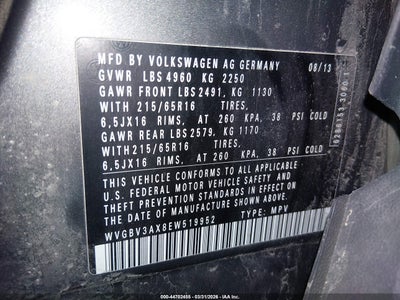 MFD BY VOLKSWAGEN AG GERMANY 08/13
GVWR LBS 4960 KG 2250
GAWR FRONT LBS 2491, KG 1130
WITH 215/65R16 TIRES,
6,5JX16 RIMS, AT 260 KPA, 38 PSI COLD
GAWR REAR LBS 2579, KG 1170
WITH 215/65R16 TIRES,
6,5JX16 RIMS, AT 260 KPA, 38 PSI COLD
THIS VEHICLE CONFORMS TO ALL APPLICABLE
U.S. FEDERAL MOTOR VEHICLE SAFETY AND
THEFT PREVENTION STANDARDS IN EFFECT ON
THE DATE OF MANUFACTURE SHOWN ABOVE.
WVGBV3AX8EW519952 TYPE: MPV
000-44702455 - 03/31/2026 - IAA